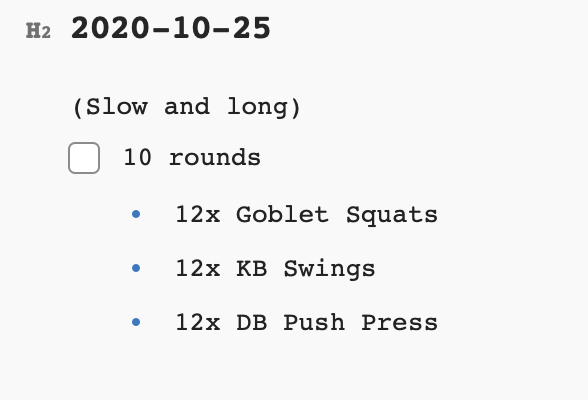 H2 2020-10-25
(Slow and long)
10 rounds
12x Goblet Squats
12x KB Swings
12x DB Push Press